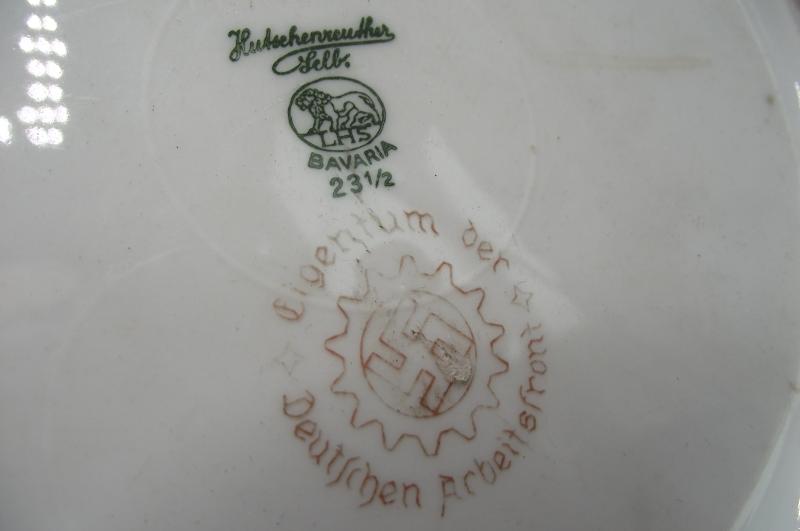 Hutschenreuther
Selb.
LHS
BAVARIA
23 1/2
Eigentum der
Deutschen Arbeitsfront